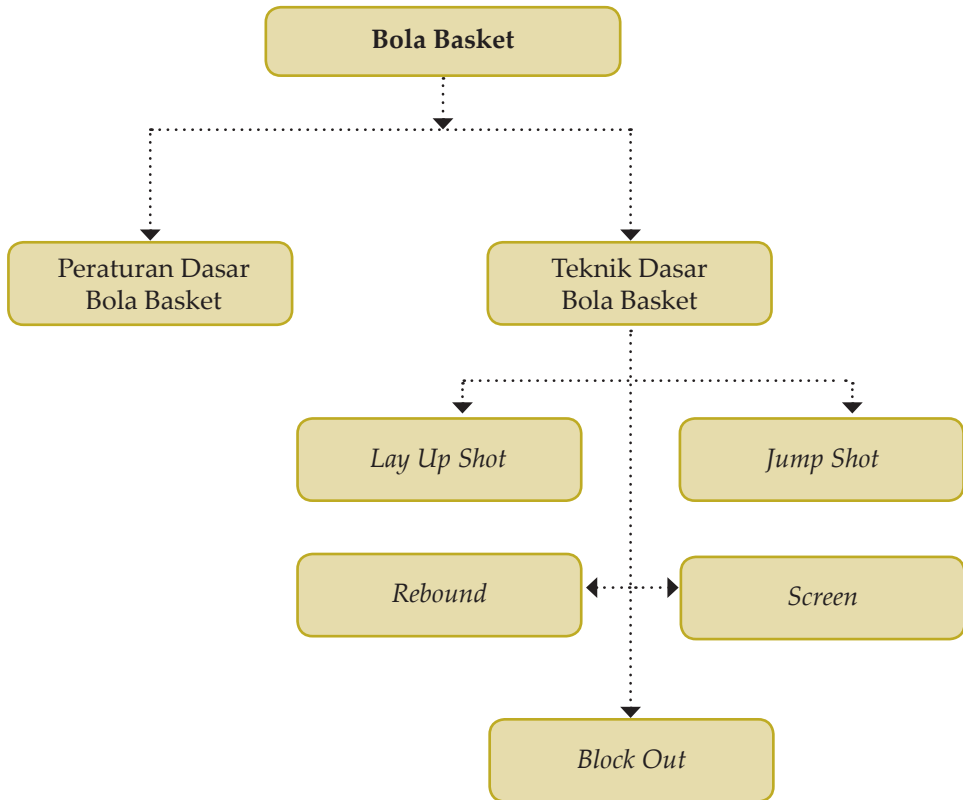 Bola Basket
Peraturan Dasar
Bola Basket
Teknik Dasar
Bola Basket
Lay Up Shot
Jump Shot
Rebound
Screen
Block Out